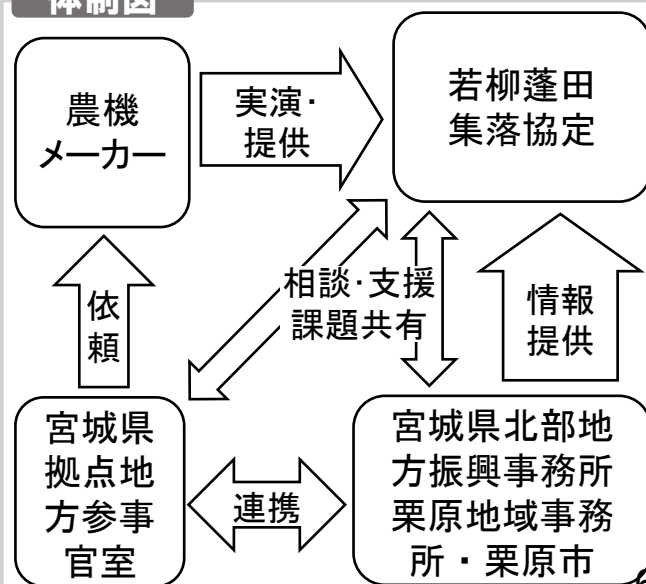 体制図
農機
メーカー
実演・
提供
若柳蓬田
集落協定
依
頼
相談・支援
課題共有
情報
提供
宮城県
拠点地
方参事
官室
連携
宮城県北部地
方振興事務所
栗原地域事務
所・栗原市